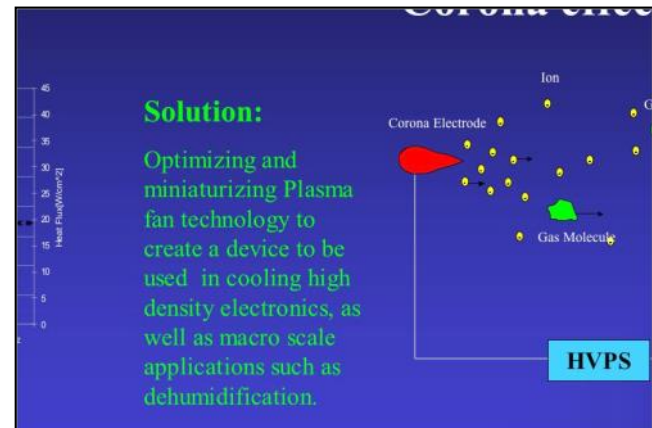 Solution:
Optimizing and
miniaturizing Plasma
fan technology to
create a device to be
used in cooling high
density electronics, as
well as macro scale
applications such as
dehumidification.
45
40
35
30
25
20
15
10
5
0
Heat Flux[W/cm^2]
Ion
Corona Electrode
Gas Molecule
HVPS